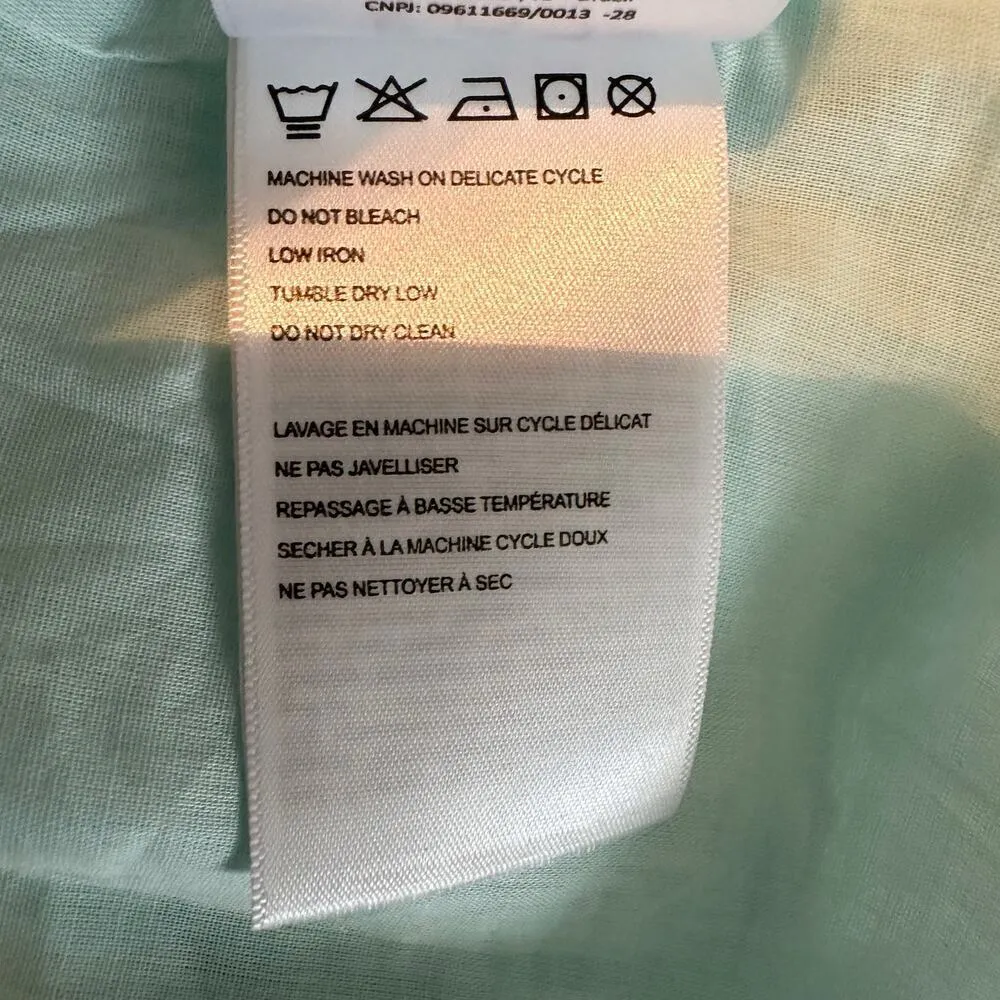 CNPJ: 09611669/0013 -28
MACHINE WASH ON DELICATE CYCLE
DO NOT BLEACH
LOW IRON
TUMBLE DRY LOW
DO NOT DRY CLEAN
LAVAGE EN MACHINE SUR CYCLE DÉLICAT
NE PAS JAVELLISER
REPASSAGE À BASSE TEMPÉRATURE
SECHER À LA MACHINE CYCLE DOUX
NE PAS NETTOYER À SEC